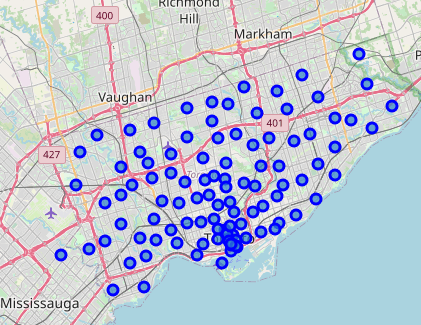 Richmond
Hill
400
Markham
Vaughan
401
427
Mississauga